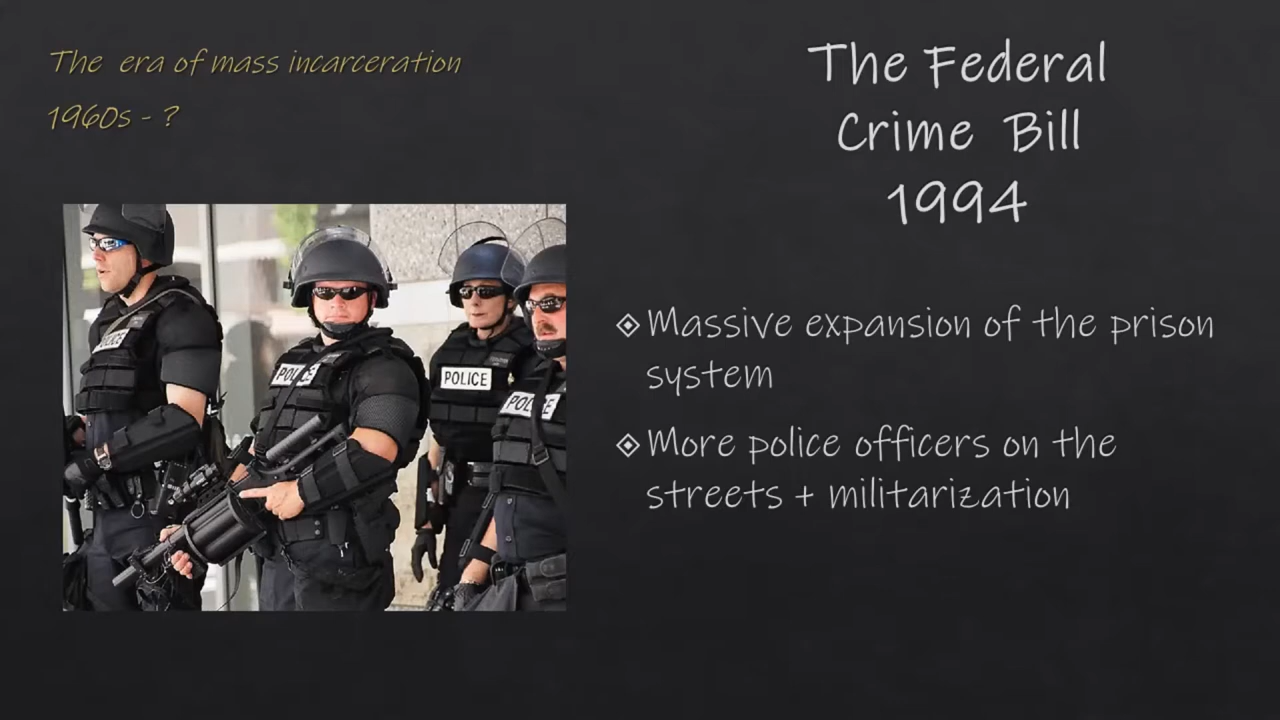 The era of mass incarceration
1960s - ?
The Federal
Crime Bill
1994
Massive expansion of the prison
system
More police officers on the
streets + militarization
POLICE
POLICE
POLICE
POLICE